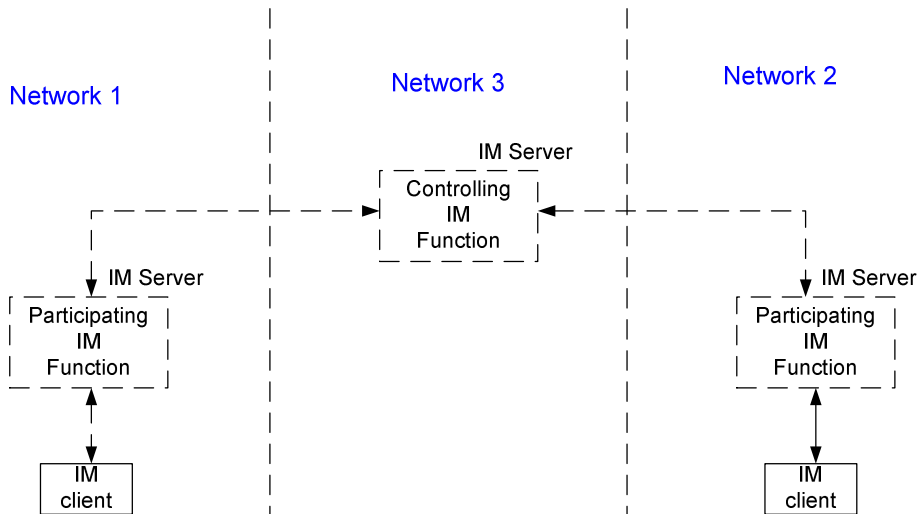 Network 1
Network 3
Network 2
IM Server
Controlling
IM
Function
IM Server
Participating
IM
Function
IM Server
Participating
IM
Function
IM
client
IM
client